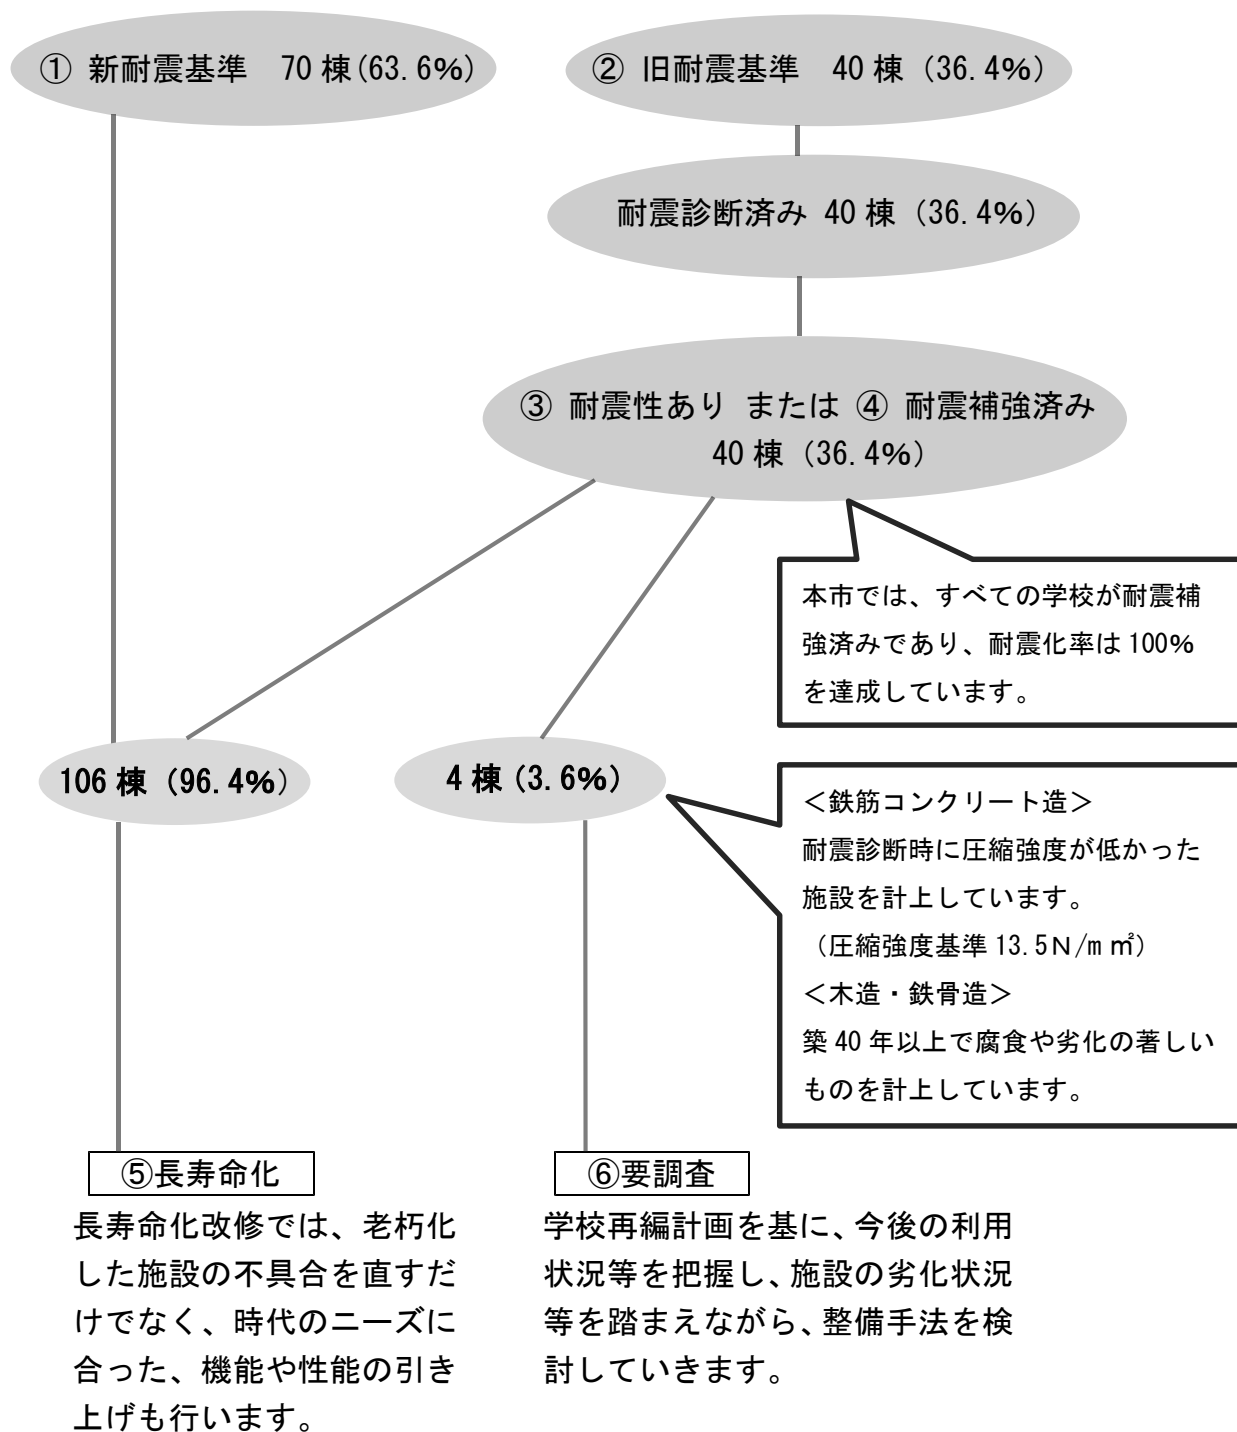 ① 新耐震基準　70 棟(63.6%)
② 旧耐震基準　40 棟（36.4%）
耐震診断済み 40 棟（36.4%）
③ 耐震性あり または ④ 耐震補強済み
40 棟（36.4%）
本市では、すべての学校が耐震補
強済みであり、耐震化率は 100%
を達成しています。
106 棟（96.4%）
4 棟（3.6%）
＜鉄筋コンクリート造＞
耐震診断時に圧縮強度が低かった
施設を計上しています。
（圧縮強度基準 13.5Ｎ/m ㎡）
＜木造・鉄骨造＞
築 40 年以上で腐食や劣化の著しい
ものを計上しています。
⑤長寿命化
長寿命化改修では、老朽化
した施設の不具合を直すだ
けでなく、時代のニーズに
合った、機能や性能の引き
上げも行います。
⑥要調査
学校再編計画を基に、今後の利用
状況等を把握し、施設の劣化状況
等を踏まえながら、整備手法を検
討していきます。